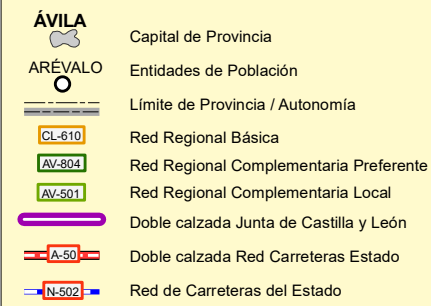 ÁVILA
Capital de Provincia
ARÉVALO
Entidades de Población
Límite de Provincia / Autonomía
CL-610 Red Regional Básica
AV-804 Red Regional Complementaria Preferente
AV-501 Red Regional Complementaria Local
Doble calzada Junta de Castilla y León
A-50 Doble calzada Red Carreteras Estado
N-502 Red de Carreteras del Estado